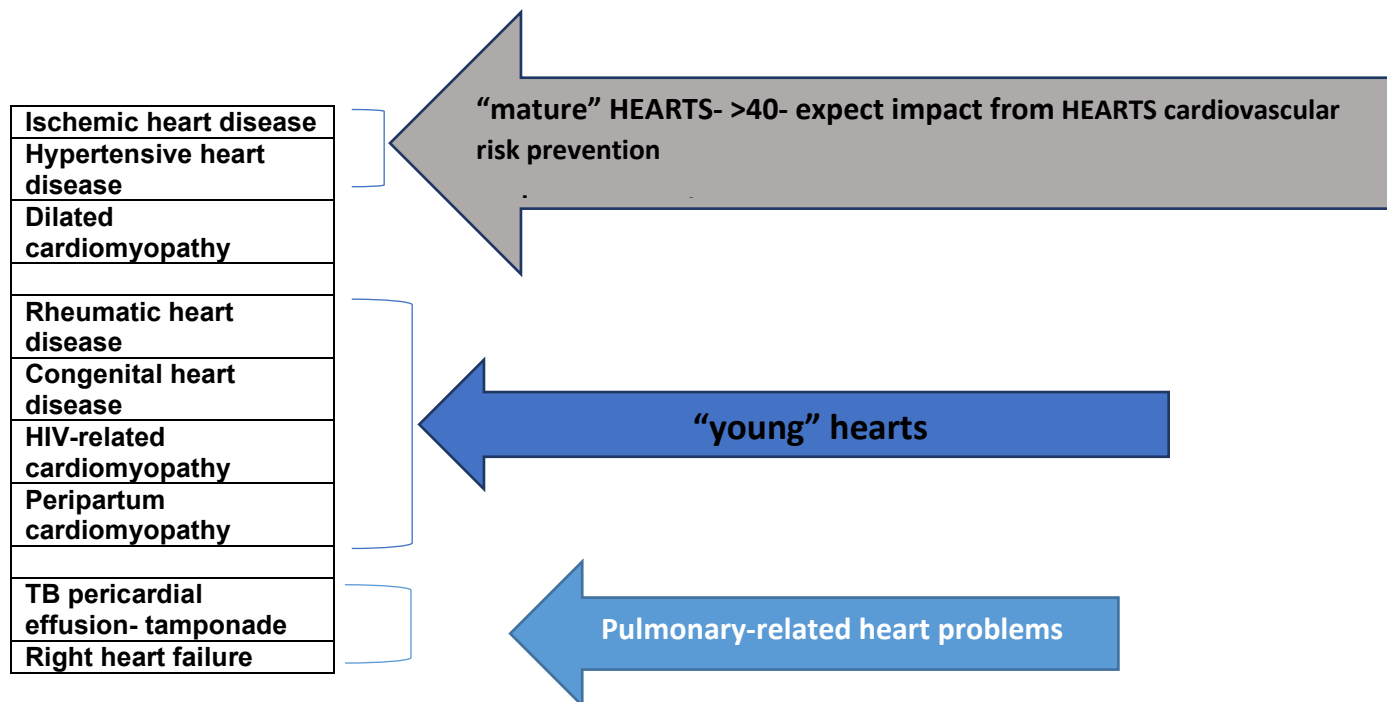 Ischemic heart disease
Hypertensive heart
disease
Dilated
cardiomyopathy
Rheumatic heart
disease
Congenital heart
disease
HIV-related
cardiomyopathy
Peripartum
cardiomyopathy
TB pericardial
effusion- tamponade
Right heart failure
“mature” HEARTS- >40- expect impact from HEARTS cardiovascular
risk prevention
“young” hearts
Pulmonary-related heart problems